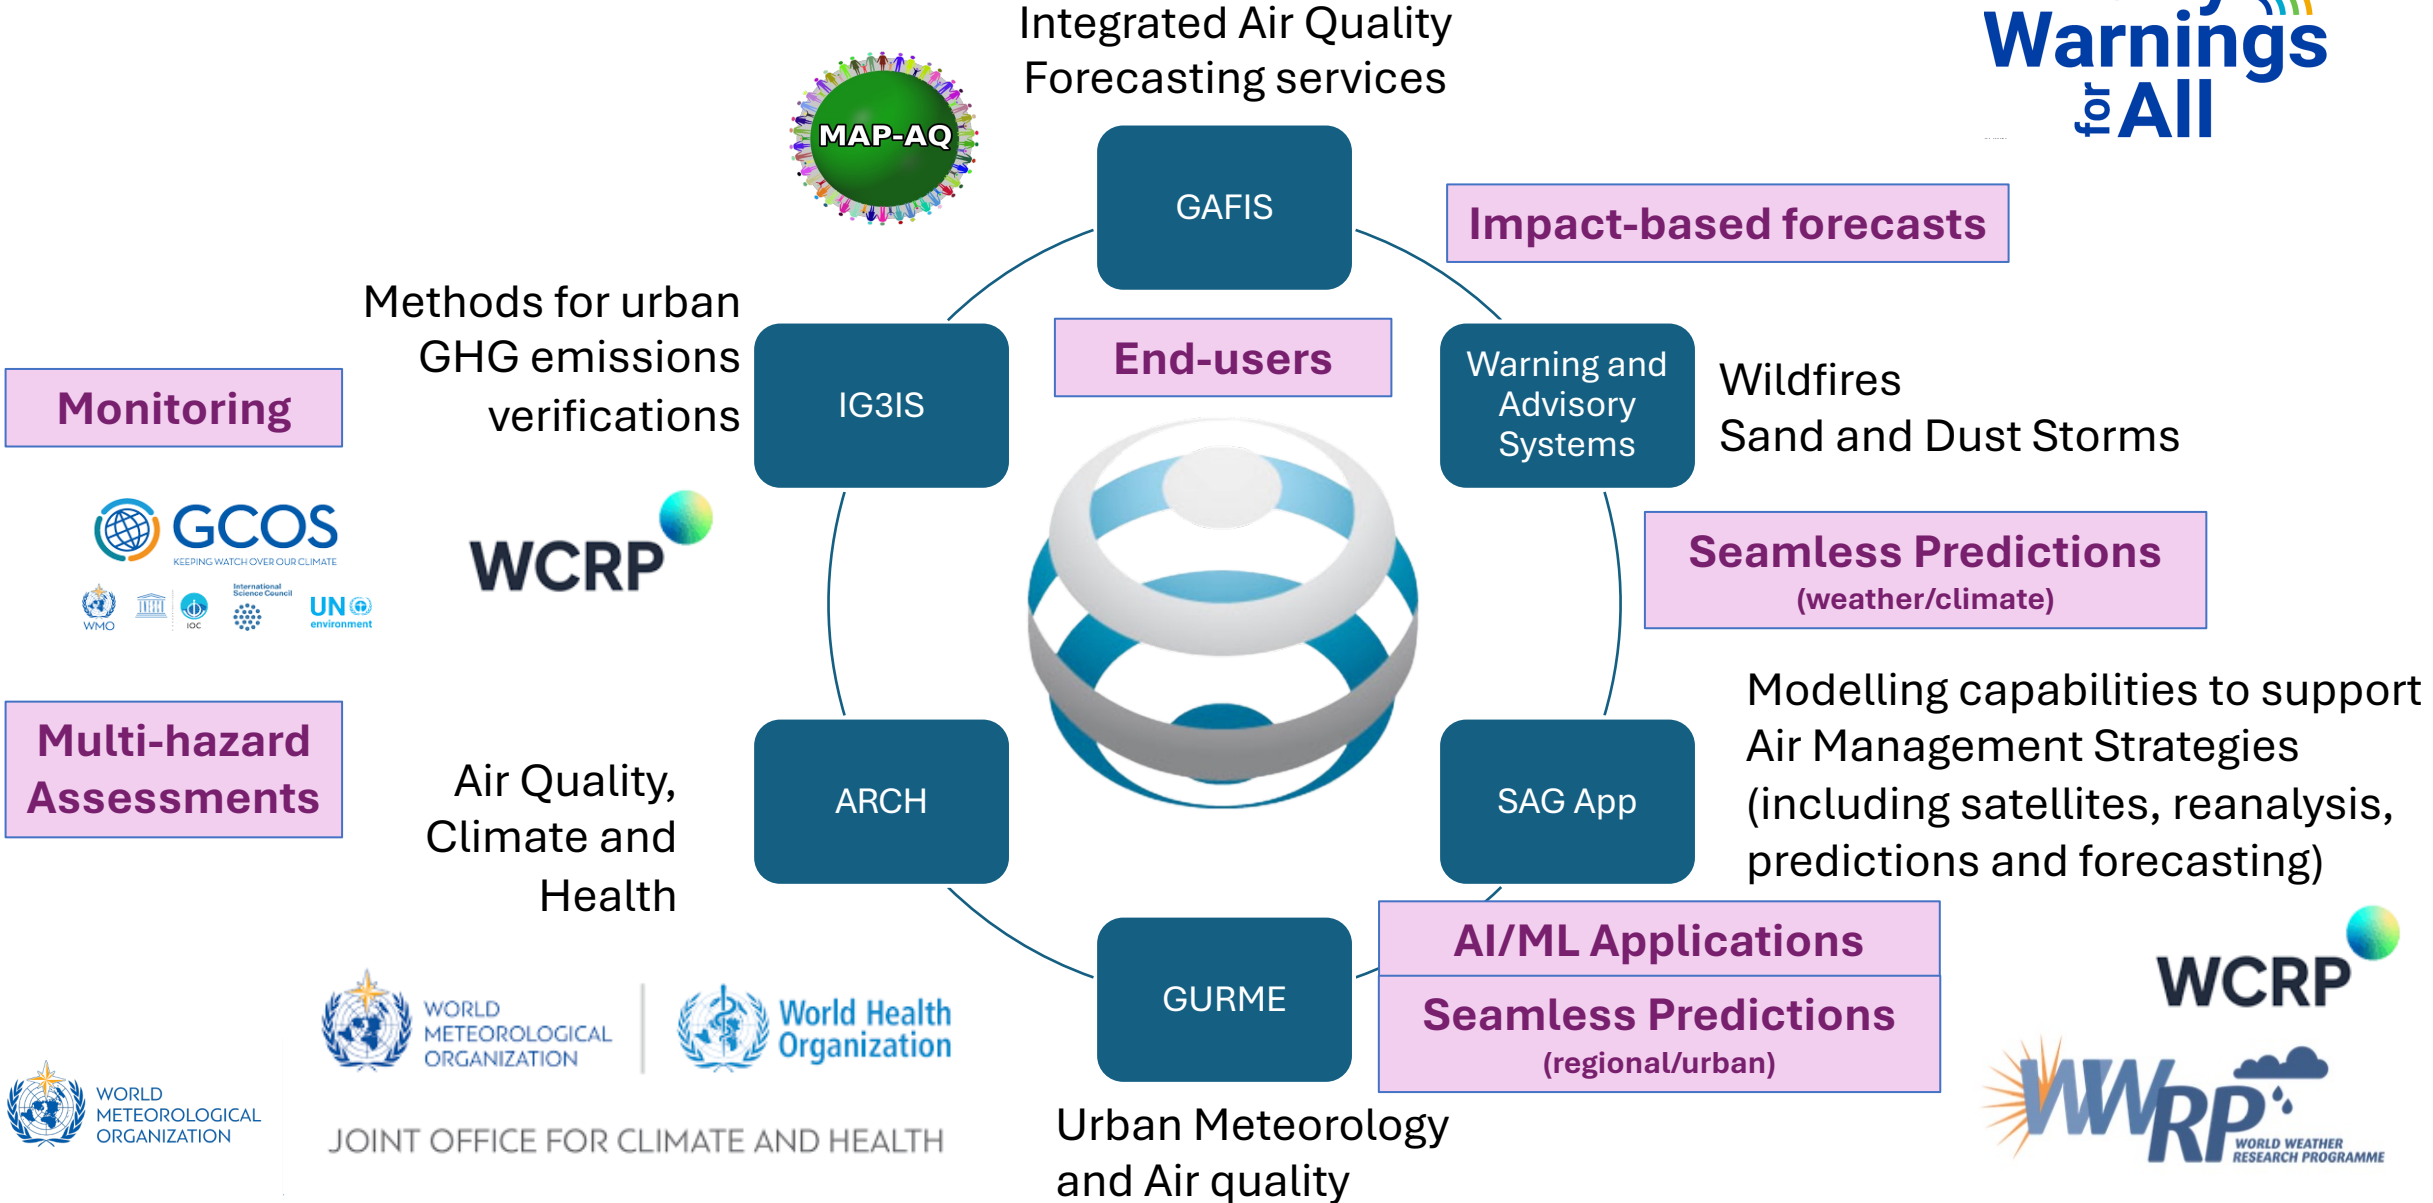 Integrated Air Quality
Forecasting services
Warnings
for
All
MAP-AQ
GAFIS
Impact-based forecasts
Methods for urban
GHG emissions
verifications
IG3IS
End-users
Warning and
Advisory
Systems
Wildfires
Sand and Dust Storms
Monitoring
GCOS
KEEPING WATCH OVER OUR CLIMATE
WMO
IOC
International
Science Council
UN
environment
WCRP
Seamless Predictions
(weather/climate)
Multi-hazard
Assessments
Air Quality,
Climate and
Health
ARCH
SAG App
Modelling capabilities to support
Air Management Strategies
(including satellites, reanalysis,
predictions and forecasting)
AI/ML Applications
Seamless Predictions
(regional/urban)
GURME
Urban Meteorology
and Air quality
WCRP
WWRP
WORLD WEATHER
RESEARCH PROGRAMME
WORLD
METEOROLOGICAL
ORGANIZATION
World Health
Organization
JOINT OFFICE FOR CLIMATE AND HEALTH
WORLD
METEOROLOGICAL
ORGANIZATION